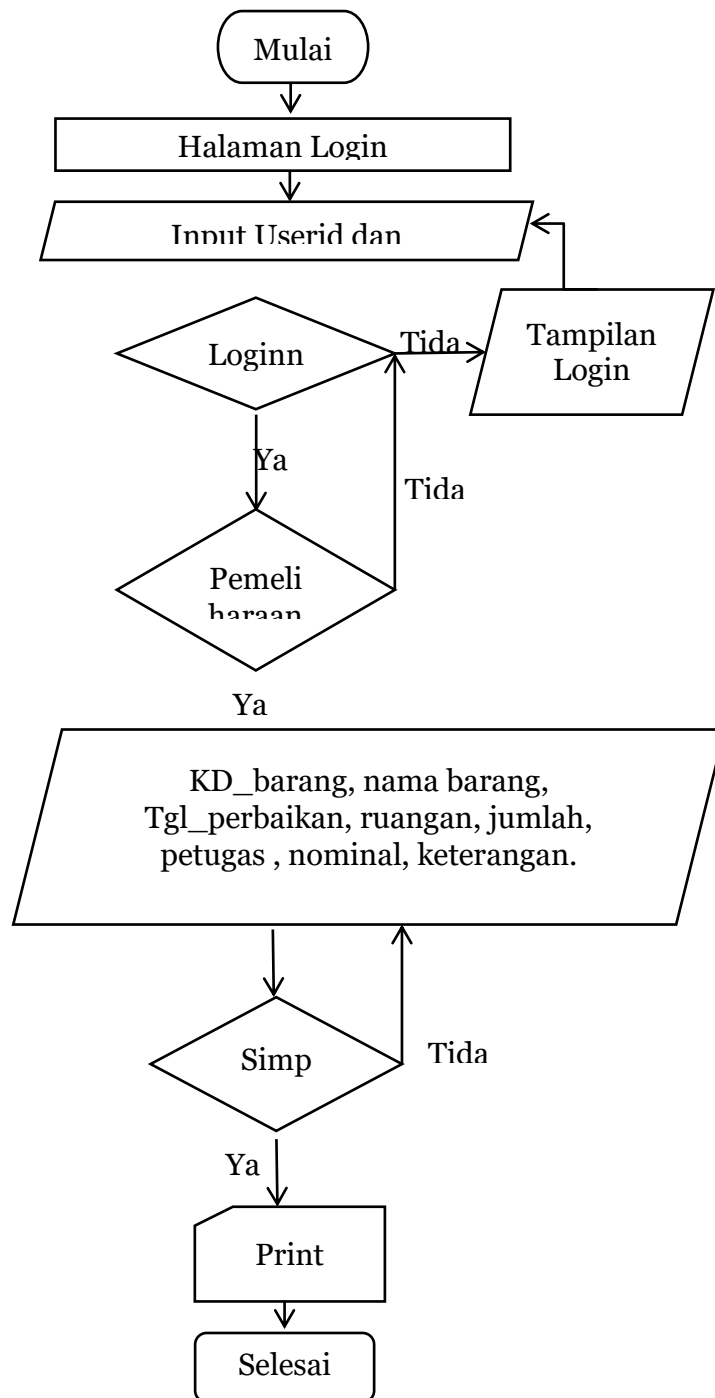 Mulai
Halaman Login
Input Userid dan
Loginn
Tida
Tampilan
Login
Ya
Tida
Pemeli
haraan
Ya
KD_barang, nama barang,
Tgl_perbaikan, ruangan, jumlah,
petugas , nominal, keterangan.
Simp
Tida
Ya
Print
Selesai